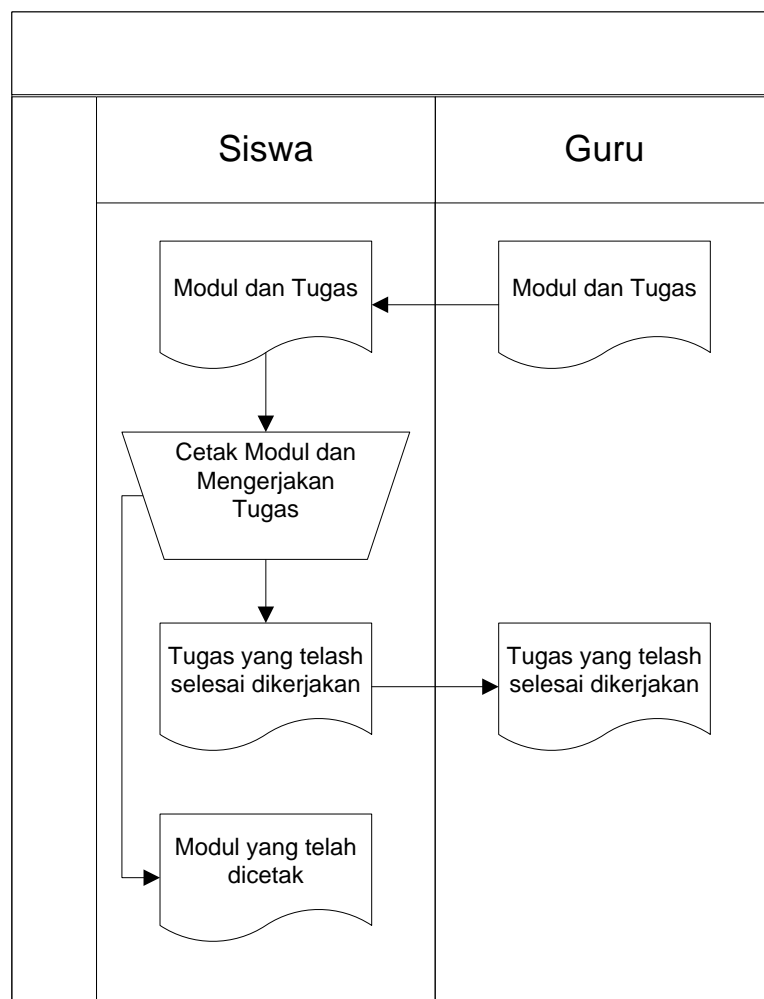 Siswa
Guru
Modul dan Tugas
Modul dan Tugas
Cetak Modul dan
Mengerjakan
Tugas
Tugas yang telash
selesai dikerjakan
Tugas yang telash
selesai dikerjakan
Modul yang telah
dicetak